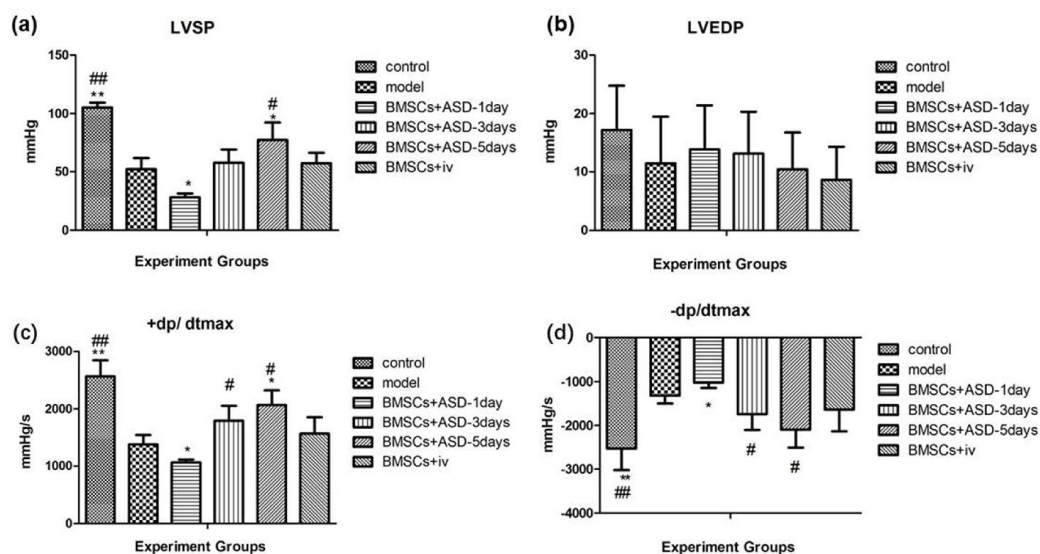 (a)
LVSP
150
100
50
0
mmHg
##
**
*
#
*
Experiment Groups
control
model
BMSCs+ASD-1day
BMSCs+ASD-3days
BMSCs+ASD-5days
BMSCs+iv
(b)
LVEDP
30
20
10
0
mmHg
Experiment Groups
control
model
BMSCs+ASD-1day
BMSCs+ASD-3days
BMSCs+ASD-5days
BMSCs+iv
(c)
+dp/ dtmax
3000
2000
1000
0
mmHg/s
##
**
*
#
#
*
Experiment Groups
control
model
BMSCs+ASD-1day
BMSCs+ASD-3days
BMSCs+ASD-5days
BMSCs+iv
(d)
-dp/dtmax
0
-1000
-2000
-3000
-4000
mmHg/s
**
##
*
#
#
Experiment Groups
control
model
BMSCs+ASD-1day
BMSCs+ASD-3days
BMSCs+ASD-5days
BMSCs+iv